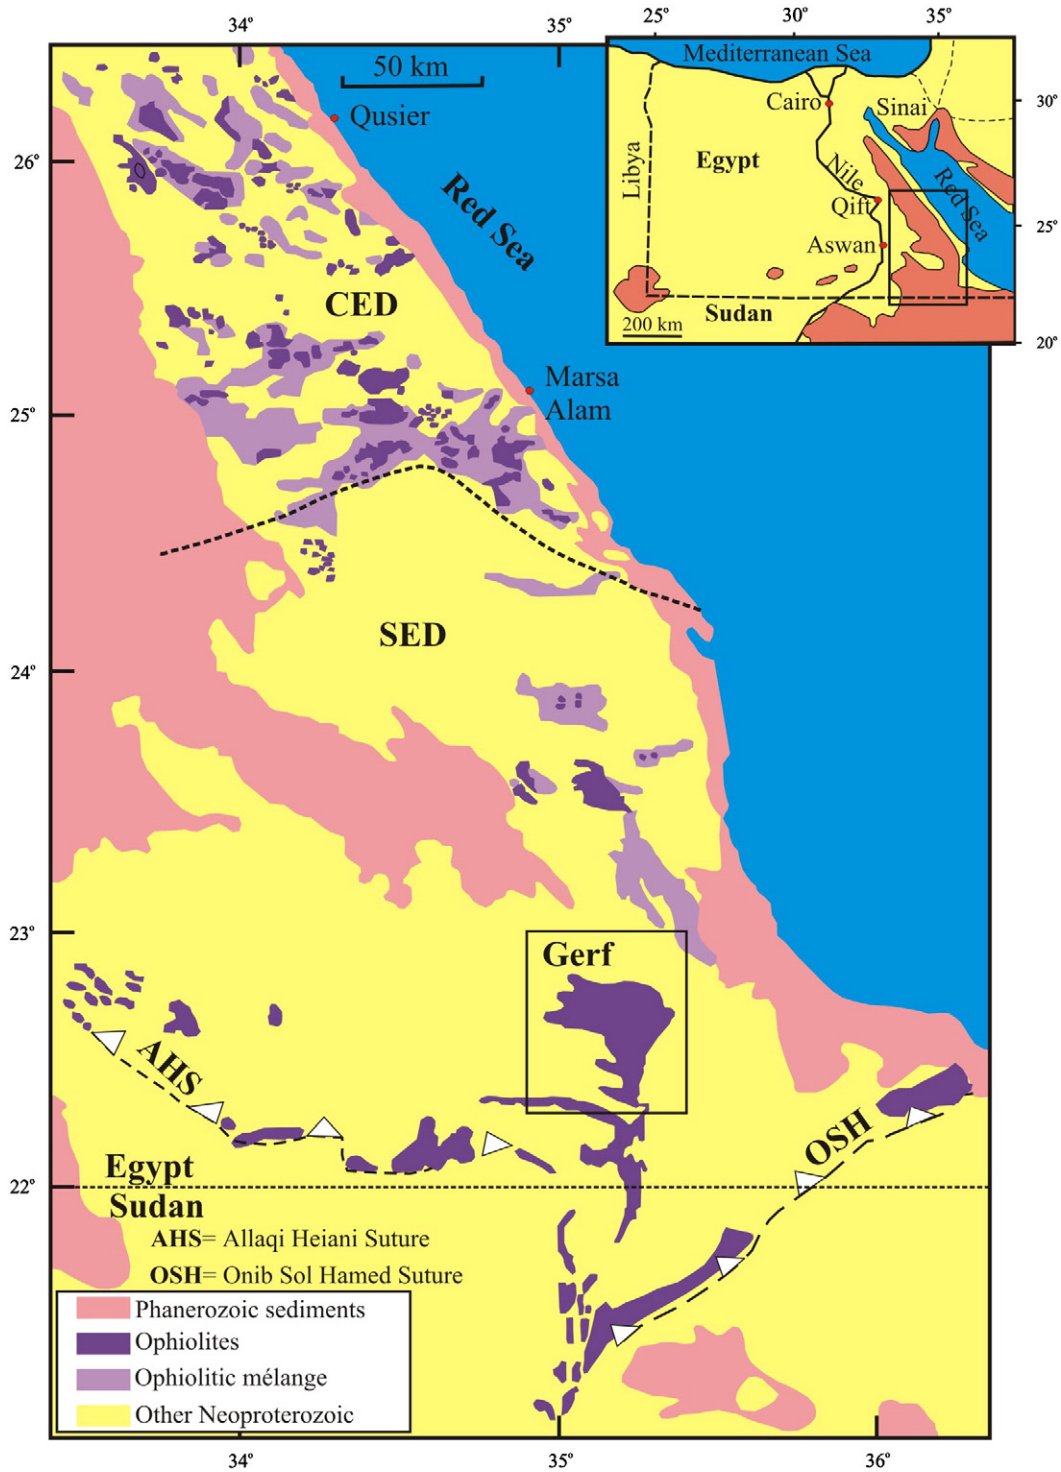 34°
35°
25°
30°
35°
50 km
Qusier
26°
Red Sea
CED
Mediterranean Sea
Cairo
Sinai
30°
Libya
Egypt
Nile
Red Sea
Qift
25°
Aswan
Sudan
200 km
20°
Marsa
Alam
25°
SED
24°
23°
Gerf
AHS
OSH
Egypt
22°
Sudan
AHS= Allaqi Heiani Suture
OSH= Onib Sol Hamed Suture
Phanerozoic sediments
Ophiolites
Ophiolitic mélange
Other Neoproterozoic
34°
35°
36°